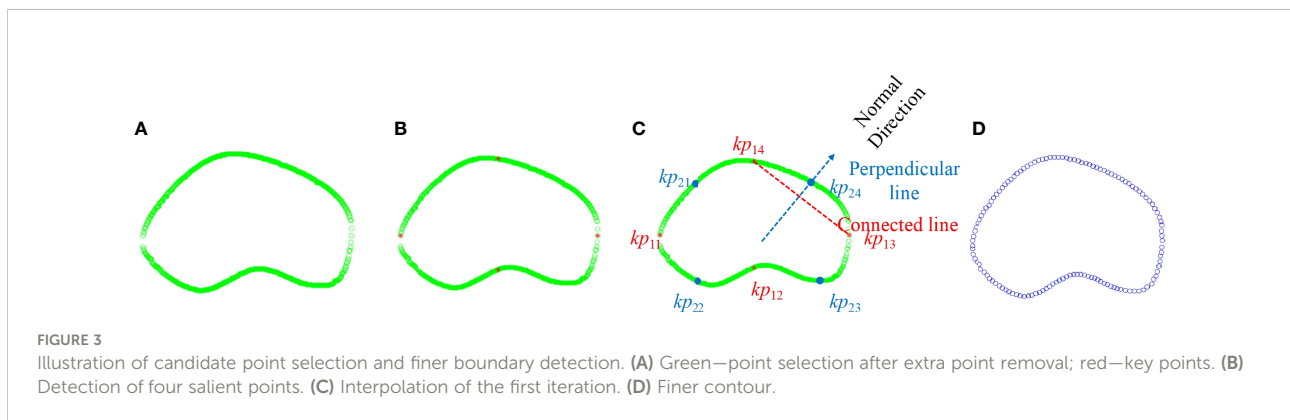 A
B
C
D
Normal
Direction
Perpendicular
line
Connected line
kp14
kp21
kp24
kp11
kp13
kp12
kp22
kp23
FIGURE 3
Illustration of candidate point selection and finer boundary detection. (A) Green—point selection after extra point removal; red—key points. (B)
Detection of four salient points. (C) Interpolation of the first iteration. (D) Finer contour.